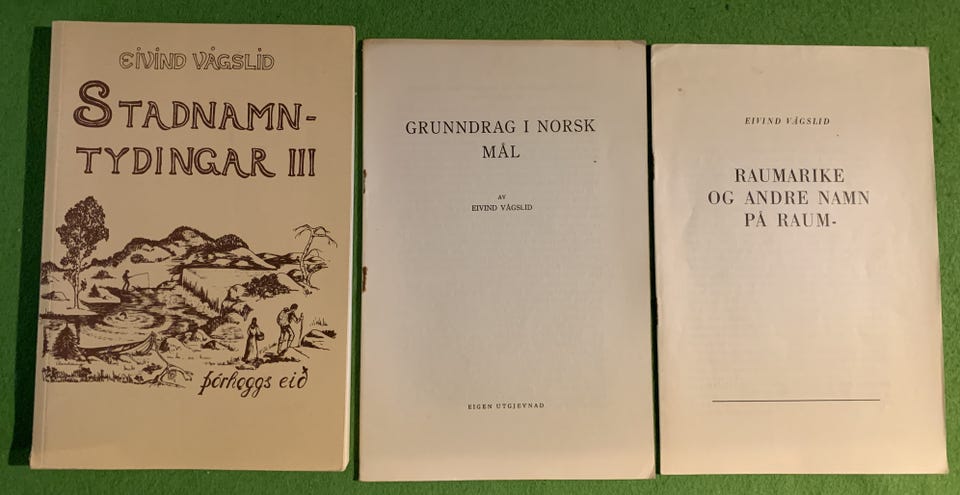 EIVIND VÅGSLID
STADNAMN-
TYDINGAR III
þórhǫggs eið
GRUNNDRAG I NORSK
MÅL
AV
EIVIND VÅGSLID
EIGEN UTGJEVNAD
EIVIND VÅGSLID
RAUMARIKE
OG ANDRE NAMN
PÅ RAUM-